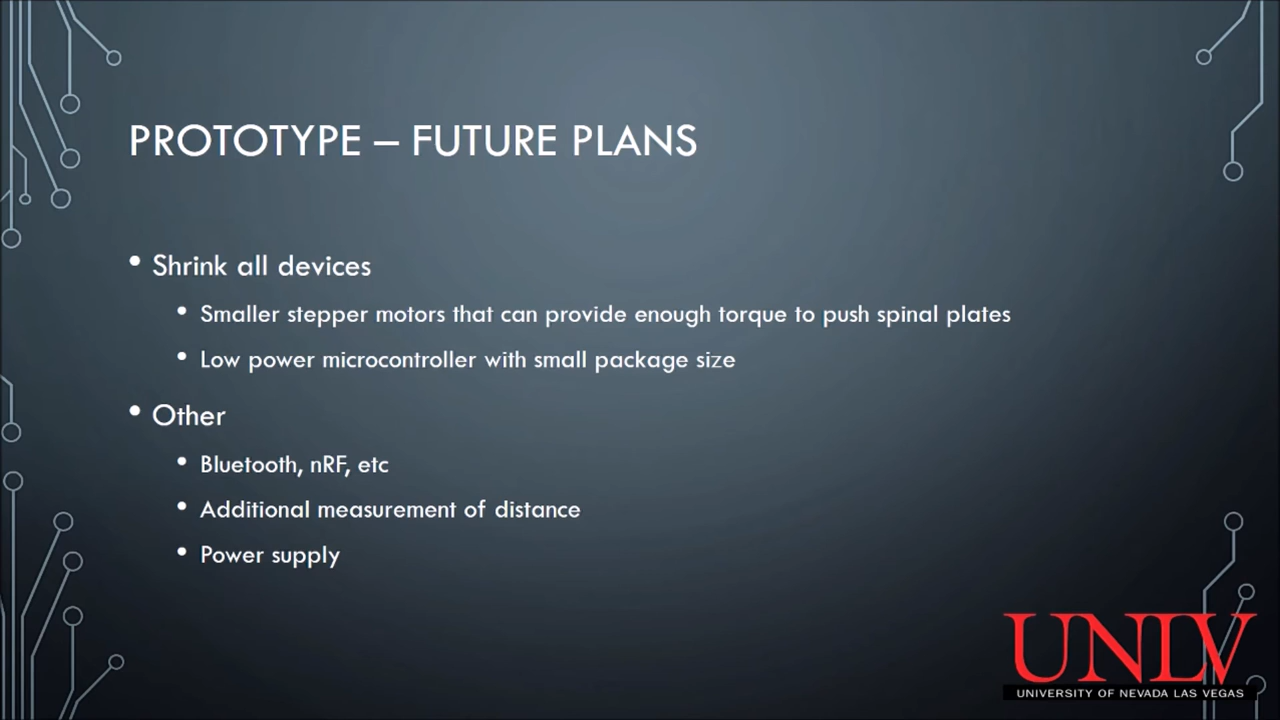 PROTOTYPE – FUTURE PLANS
• Shrink all devices
• Smaller stepper motors that can provide enough torque to push spinal plates
• Low power microcontroller with small package size
• Other
• Bluetooth, nRF, etc
• Additional measurement of distance
• Power supply
UNLV
UNIVERSITY OF NEVADA LAS VEGAS